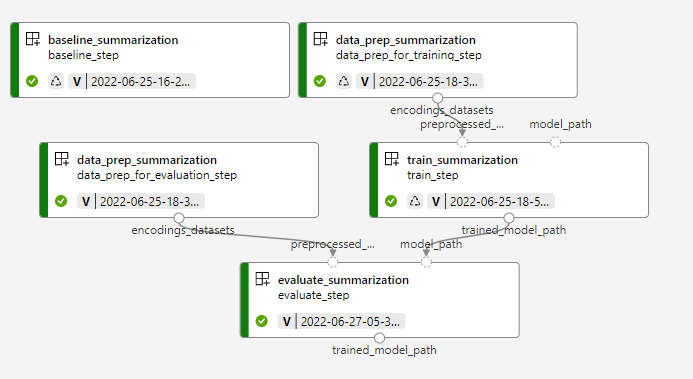 baseline_summarization
baseline_step
V 2022-06-25-16-2...
data_prep_summarization
data_prep_for_training_step
V 2022-06-25-18-3...
encodings_datasets
preprocessed_...
model_path
data_prep_summarization
data_prep_for_evaluation_step
V 2022-06-25-18-3...
encodings_datasets
train_summarization
train_step
V 2022-06-25-18-5...
trained_model_path
preprocessed_...
model_path
evaluate_summarization
evaluate_step
V 2022-06-27-05-3...
trained_model_path